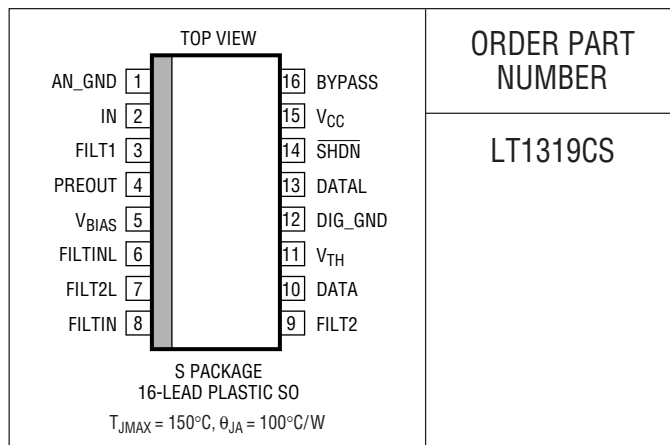 TOP VIEW
AN_GND 1
IN 2
FILT1 3
PREOUT 4
VBIAS 5
FILTINL 6
FILT2L 7
FILTIN 8
16 BYPASS
15 VCC
14 SHDN
13 DATAL
12 DIG_GND
11 VTH
10 DATA
9 FILT2
S PACKAGE
16-LEAD PLASTIC SO
TJMAX = 150°C, θJA = 100°C/W
ORDER PART
NUMBER
LT1319CS